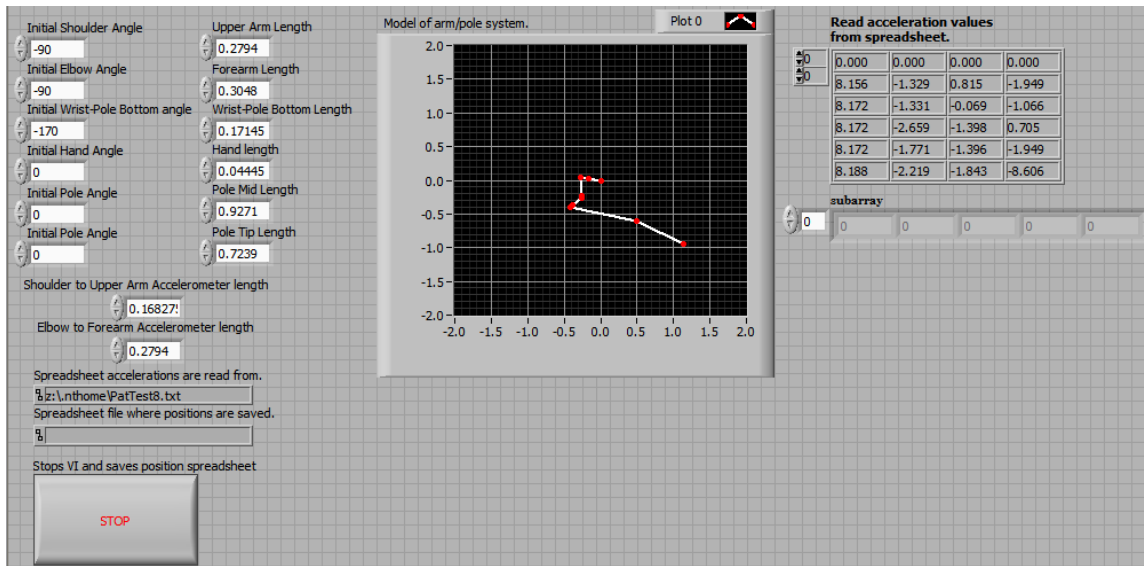 Initial Shoulder Angle
-90
Upper Arm Length
0.2794
Initial Elbow Angle
-90
Forearm Length
0.3048
Initial Wrist-Pole Bottom angle
-170
Wrist-Pole Bottom Length
0.17145
Initial Hand Angle
0
Hand length
0.04445
Initial Pole Angle
0
Pole Mid Length
0.9271
Initial Pole Angle
0
Pole Tip Length
0.7239
Shoulder to Upper Arm Accelerometer length
0.16827
Elbow to Forearm Accelerometer length
0.2794
Spreadsheet accelerations are read from.
z:\.nthome\PatTest8.txt
Spreadsheet file where positions are saved.
Stops VI and saves position spreadsheet
STOP
Model of arm/pole system.
Plot 0
2.0
1.5
1.0
0.5
0.0
-0.5
-1.0
-1.5
-2.0
-2.0 -1.5 -1.0 -0.5 0.0 0.5 1.0 1.5 2.0
Read acceleration values
from spreadsheet.
0
0
0.000 0.000 0.000 0.000
8.156 -1.329 0.815 -1.949
8.172 -1.331 -0.069 -1.066
8.172 -2.659 -1.398 0.705
8.172 -1.771 -1.396 -1.949
8.188 -2.219 -1.843 -8.606
subarray
0
0 0 0 0 0